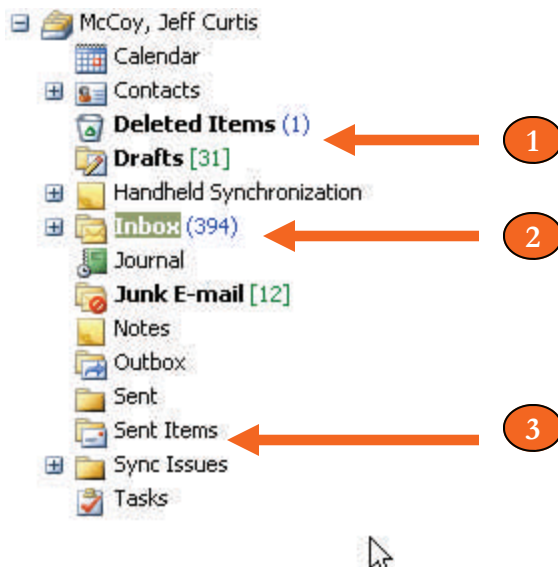 McCoy, Jeff Curtis
Calendar
Contacts
Deleted Items (1)
1
Drafts [31]
Handheld Synchronization
Inbox (394)
2
Journal
Junk E-mail [12]
Notes
Outbox
Sent
Sent Items
3
Sync Issues
Tasks